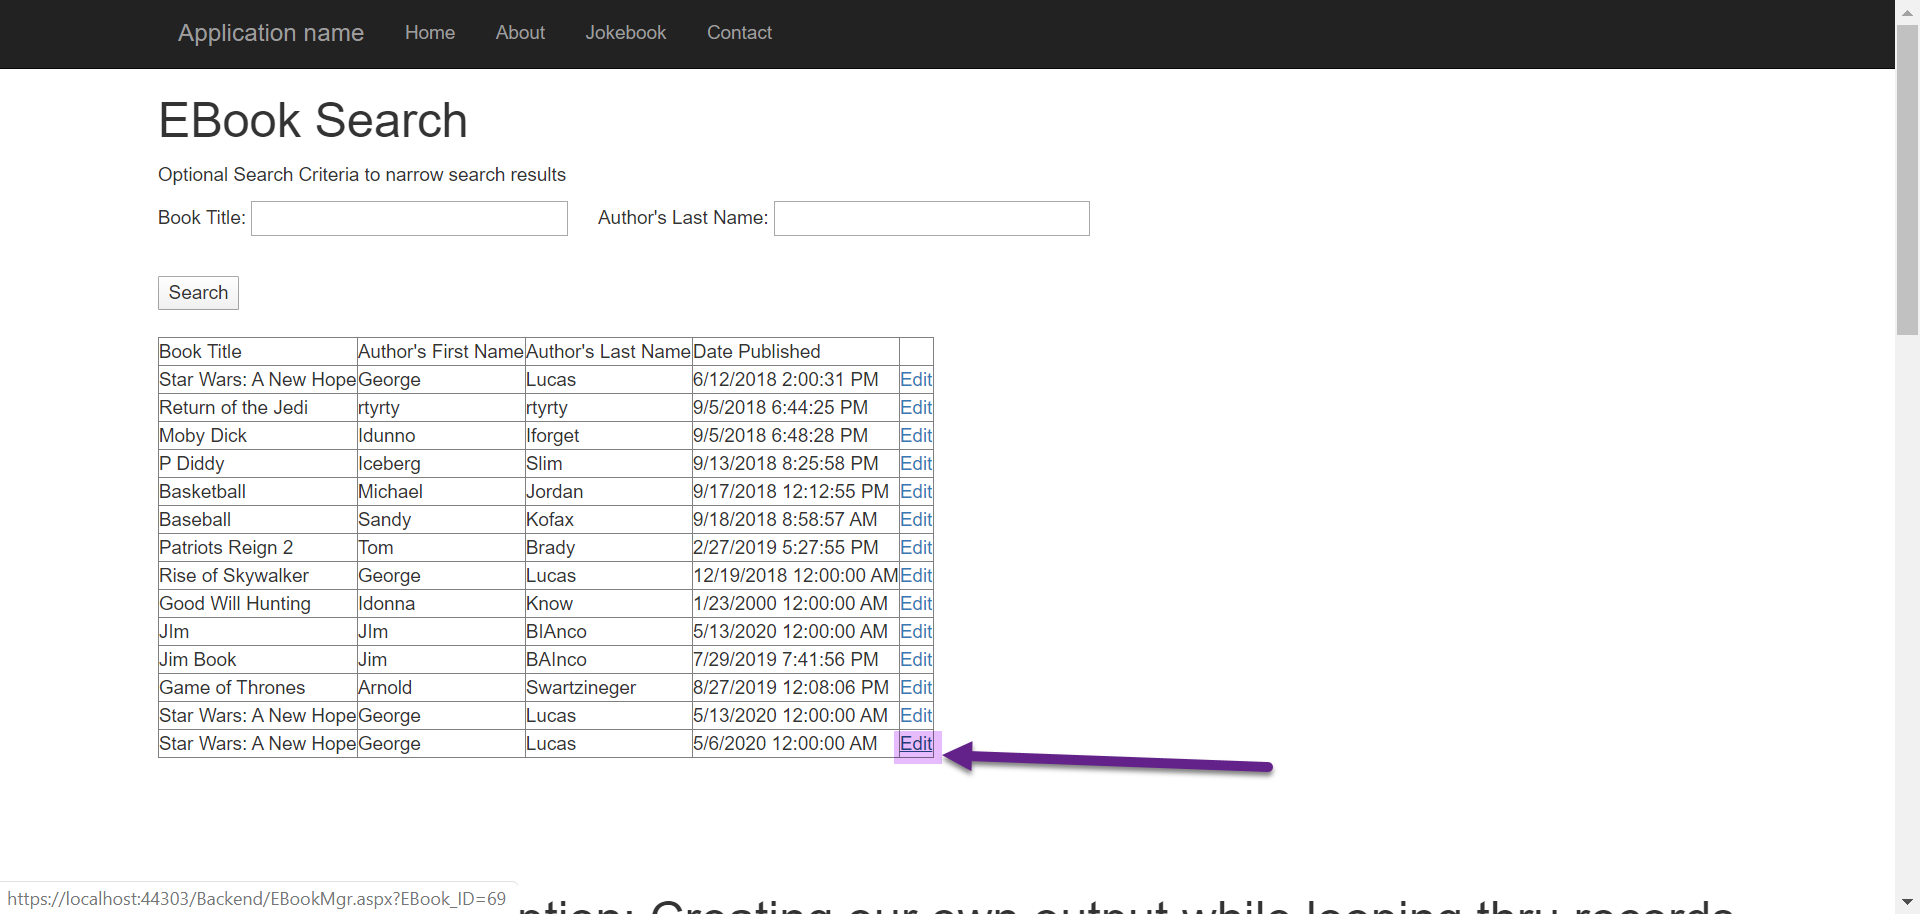 Application name Home About Jokebook Contact
EBook Search
Optional Search Criteria to narrow search results
Book Title: Author's Last Name:
Search
Book Title Author's First Name Author's Last Name Date Published
Star Wars: A New Hope George Lucas 6/12/2018 2:00:31 PM Edit
Return of the Jedi rtyrty rtyrty 9/5/2018 6:44:25 PM Edit
Moby Dick Idunno Iforget 9/5/2018 6:48:28 PM Edit
P Diddy Iceberg Slim 9/13/2018 8:25:58 PM Edit
Basketball Michael Jordan 9/17/2018 12:12:55 PM Edit
Baseball Sandy Kofax 9/18/2018 8:58:57 AM Edit
Patriots Reign 2 Tom Brady 2/27/2019 5:27:55 PM Edit
Rise of Skywalker George Lucas 12/19/2018 12:00:00 AM Edit
Good Will Hunting Idonna Know 1/23/2000 12:00:00 AM Edit
JIm JIm BIAnco 5/13/2020 12:00:00 AM Edit
Jim Book Jim BAInco 7/29/2019 7:41:56 PM Edit
Game of Thrones Arnold Swartzineger 8/27/2019 12:08:06 PM Edit
Star Wars: A New Hope George Lucas 5/13/2020 12:00:00 AM Edit
Star Wars: A New Hope George Lucas 5/6/2020 12:00:00 AM Edit
https://localhost:44303/Backend/EBookMgr.aspx?EBook_ID=69
ption: Creating our own output while looping thru records